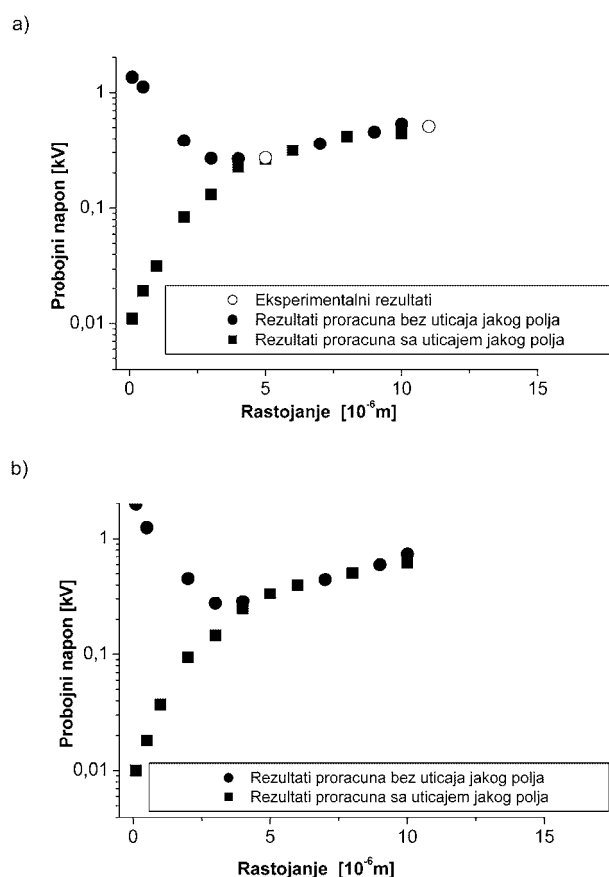 a)
Probojni napon [kV]
1
0,1
0,01
Eksperimentalni rezultati
Rezultati proracuna bez uticaja jakog polja
Rezultati proracuna sa uticajem jakog polja
0 5 10 15
Rastojanje [10⁻⁶m]
b)
Probojni napon [kV]
1
0,1
0,01
Rezultati proracuna bez uticaja jakog polja
Rezultati proracuna sa uticajem jakog polja
0 5 10 15
Rastojanje [10⁻⁶m]